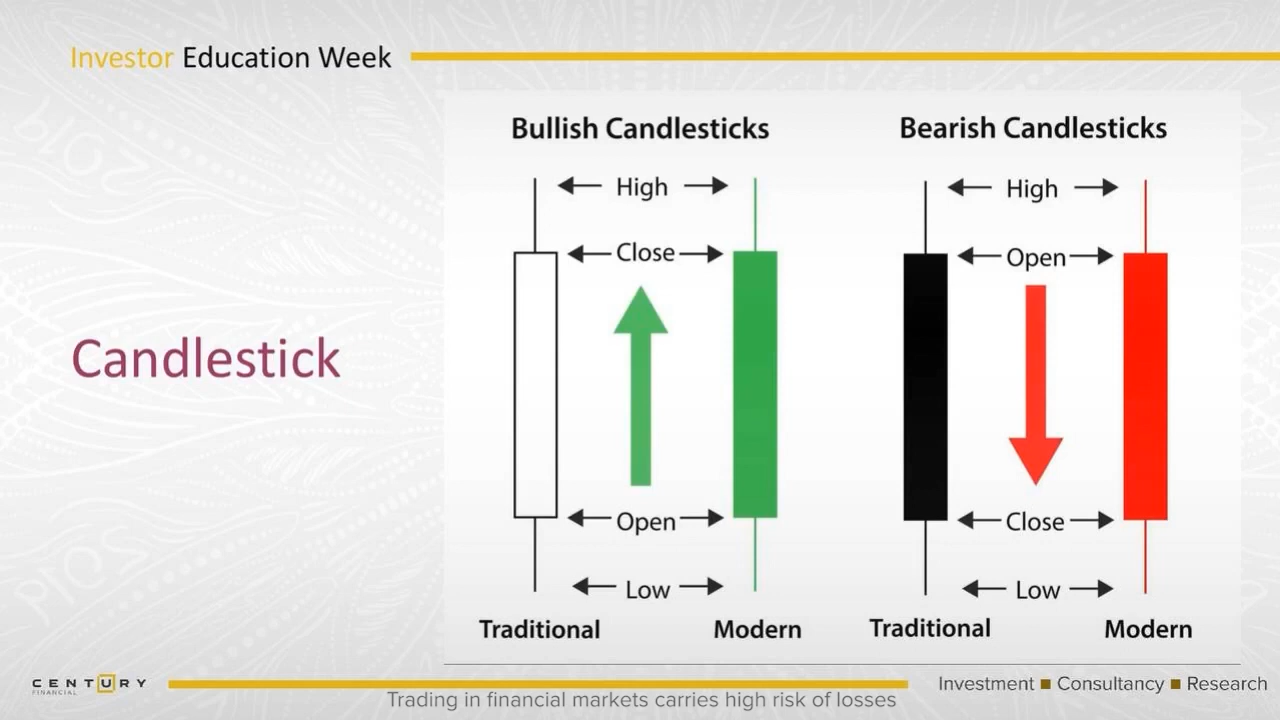 Investor Education Week
Candlestick
Bullish Candlesticks
High
Close
Open
Low
Traditional Modern
Bearish Candlesticks
High
Open
Close
Low
Traditional Modern
CENTURY
FINANCIAL
Trading in financial markets carries high risk of losses
Investment ■ Consultancy ■ Research